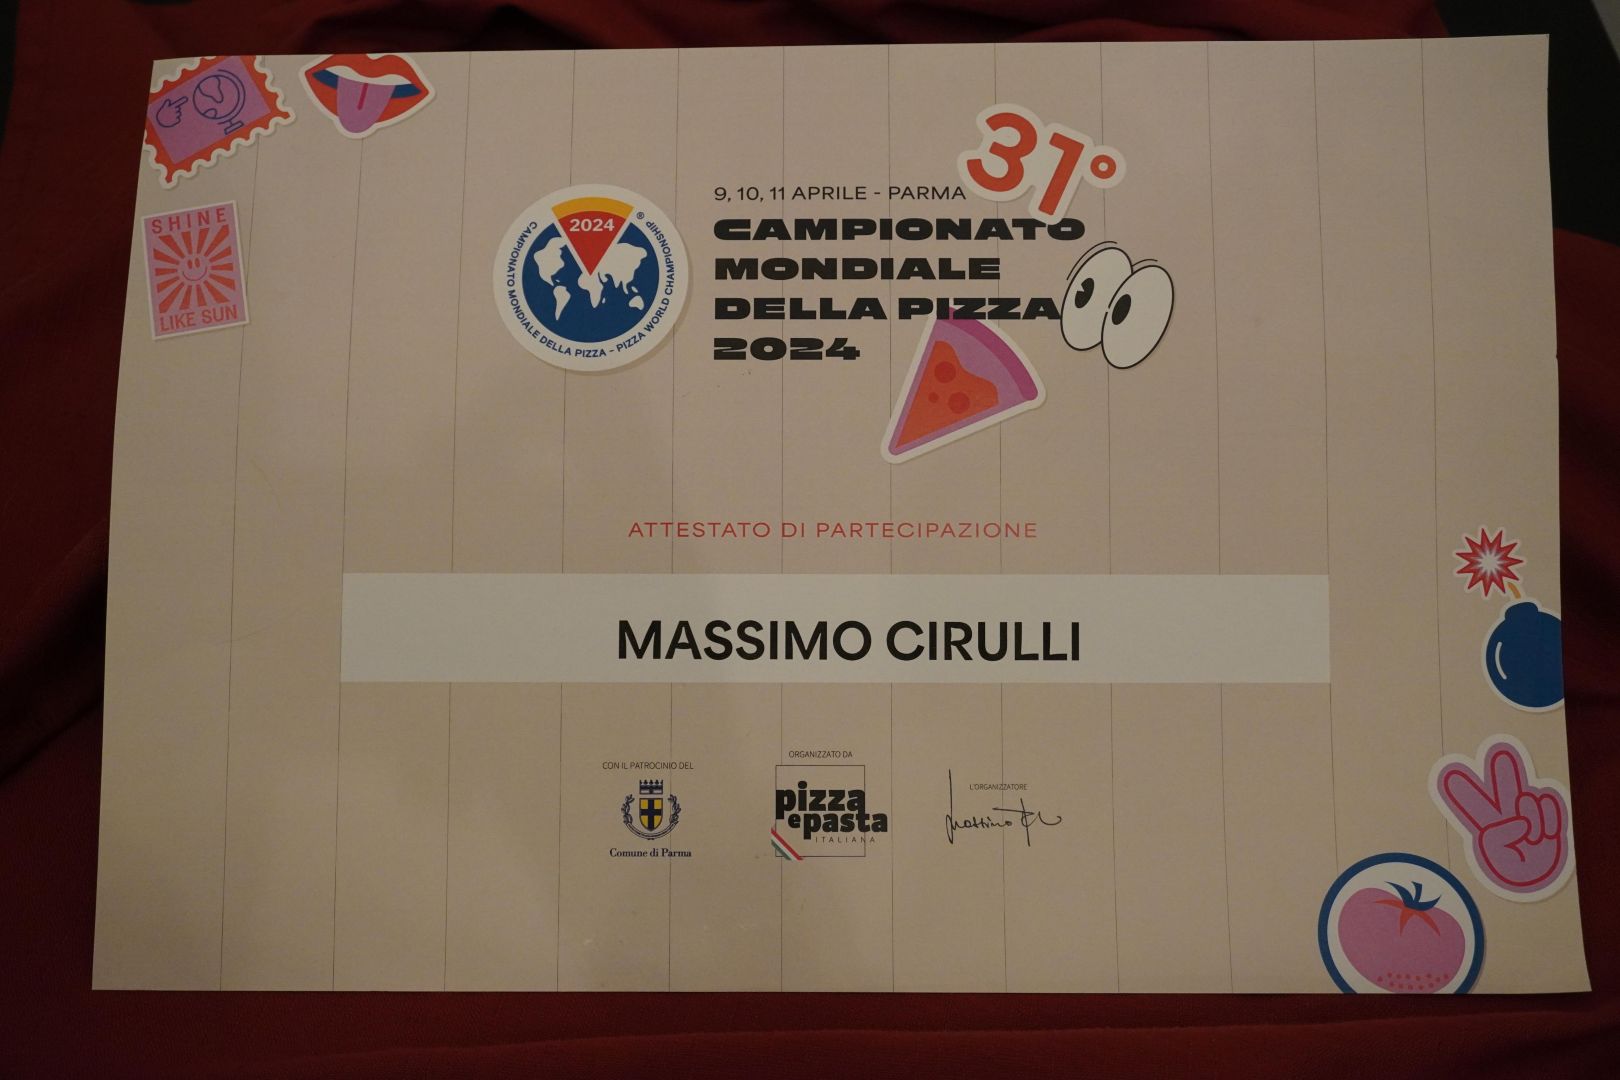 SHINE
LIKE SUN
2024
CAMPIONATO MONDIALE DELLA PIZZA - PIZZA WORLD CHAMPIONSHIP®
31°
9, 10, 11 APRILE - PARMA
CAMPIONATO
MONDIALE
DELLA PIZZA
2024
ATTESTATO DI PARTECIPAZIONE
MASSIMO CIRULLI
CON IL PATROCINIO DEL
Comune di Parma
ORGANIZZATO DA
pizza
e pasta
ITALIANA
L'ORGANIZZATORE
Massimo